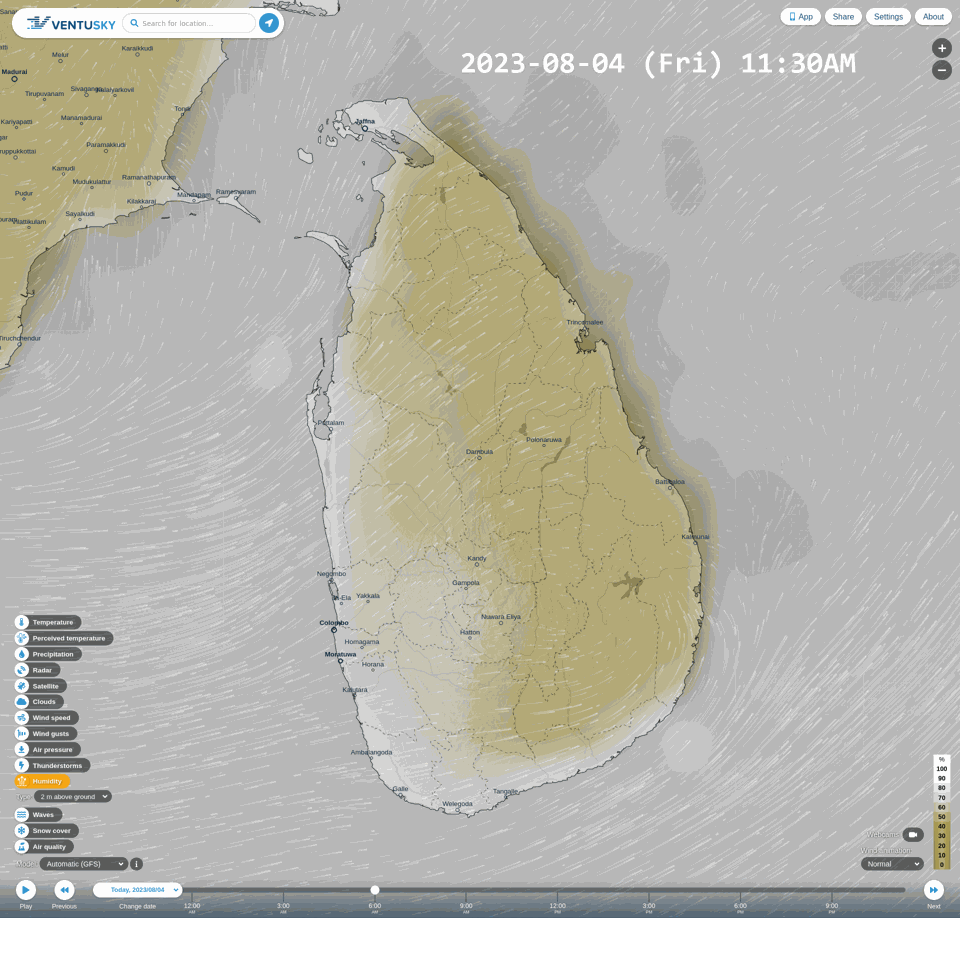 VENTUSKY
Search for location...
App
Share
Settings
About
2023-08-04 (Fri) 11:30AM
+
−
Karaikkudi
Melur
Madurai
Sivaganga
Kalaiyarkovil
Tirupuvanam
Tondi
Manamadurai
Kariyapatti
Paramakkudi
ruppukkottai
Kamudi
Mudukulattur
Ramanathapuram
Pudur
Mandapam
Rameswaram
Kilakkarai
Sayalkudi
Vilattikulam
Tiruchchendur
Jaffna
Trincomalee
Puttalam
Polonaruwa
Dambula
Batticaloa
Kalmunai
Kandy
Negombo
Gampola
Ja-Ela
Yakkala
Nuwara Eliya
Colombo
Hatton
Homagama
Moratuwa
Horana
Kalutara
Ambalangoda
Galle
Tangalle
Weligoda
Temperature
Perceived temperature
Precipitation
Radar
Satellite
Clouds
Wind speed
Wind gusts
Air pressure
Thunderstorms
Humidity
Type
2 m above ground
Waves
Snow cover
Air quality
Model
Automatic (GFS)
i
%
100
90
80
70
60
50
40
30
20
10
0
Webcams
Wind animation:
Normal
Play
Previous
Today, 2023/08/04
Change date
12:00
AM
3:00
AM
6:00
AM
9:00
AM
12:00
PM
3:00
PM
6:00
PM
9:00
PM
Next